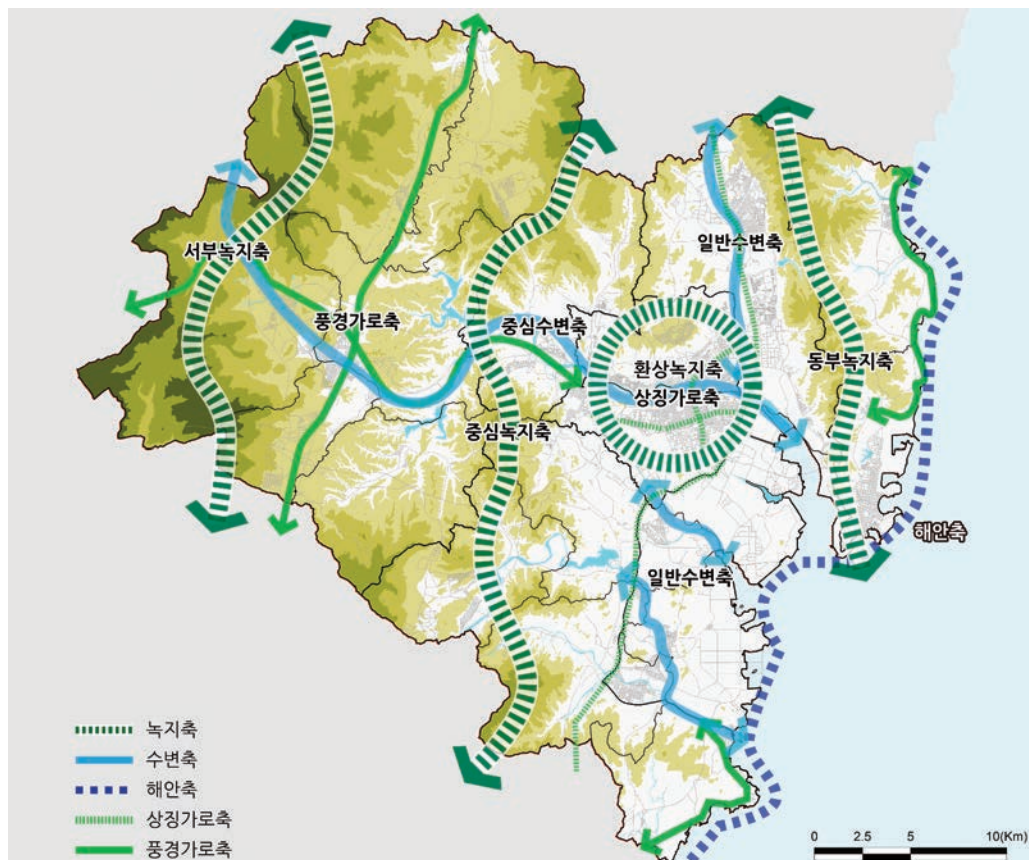 서부녹지축
일반수변축
풍경가로축
중심수변축
환상녹지축
동부녹지축
상징가로축
중심녹지축
해안축
일반수변축
녹지축
수변축
해안축
상징가로축
풍경가로축
0 2.5 5 10(Km)